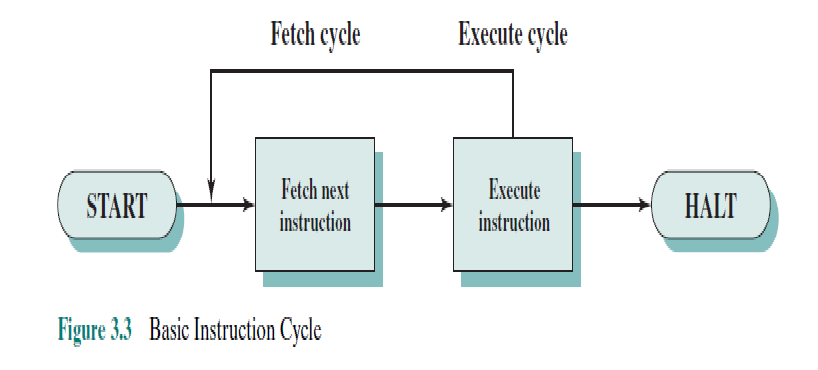 Fetch cycle
Execute cycle
START
Fetch next
instruction
Execute
instruction
HALT
Figure 3.3 Basic Instruction Cycle